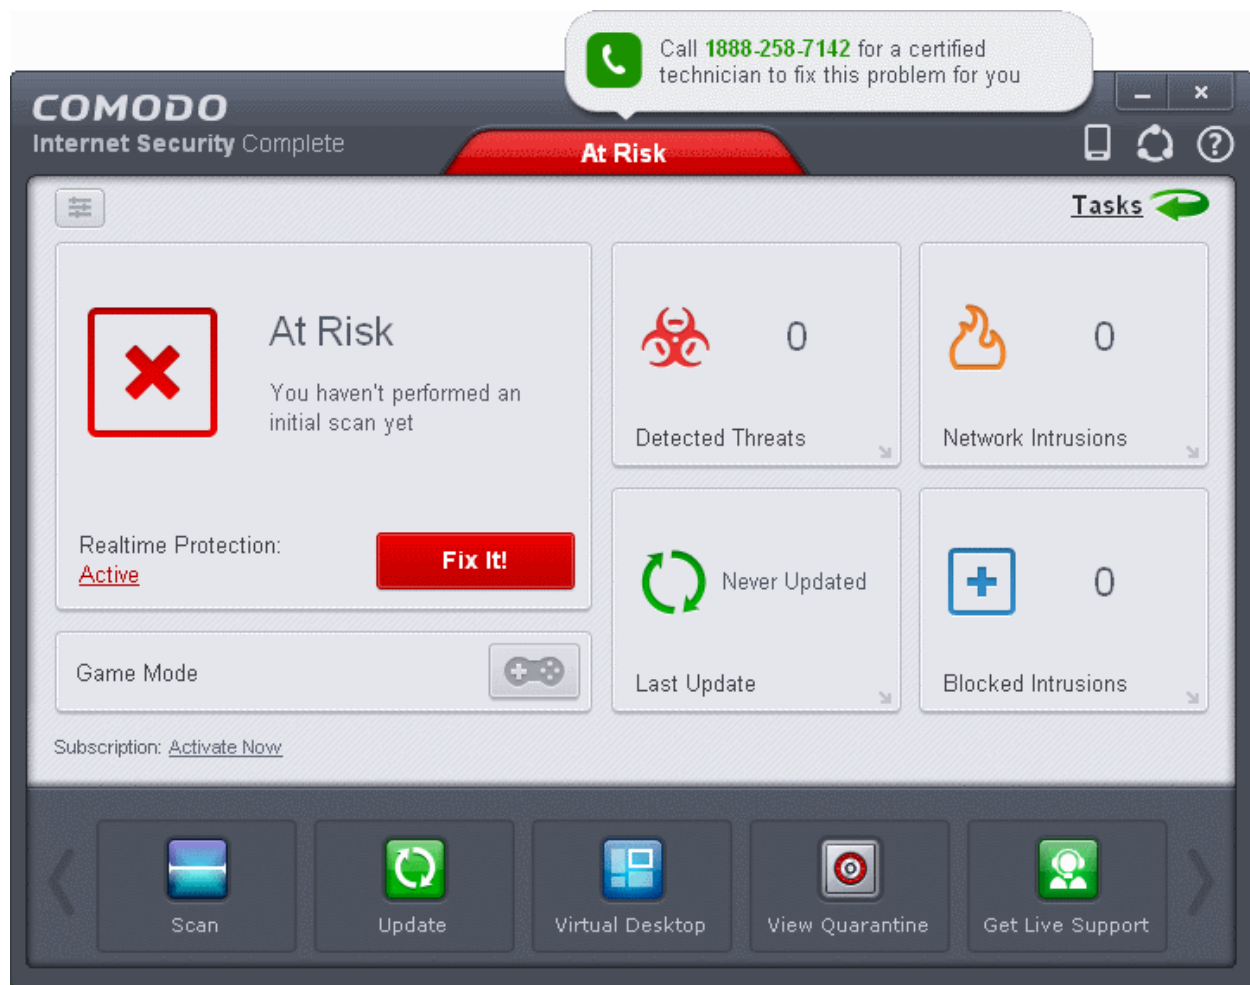 Call 1888-258-7142 for a certified
technician to fix this problem for you
COMODO
Internet Security Complete
At Risk
Tasks
At Risk
You haven't performed an
initial scan yet
Realtime Protection:
Active
Fix It!
0
Detected Threats
0
Network Intrusions
Never Updated
Last Update
0
Blocked Intrusions
Game Mode
Subscription: Activate Now
Scan
Update
Virtual Desktop
View Quarantine
Get Live Support